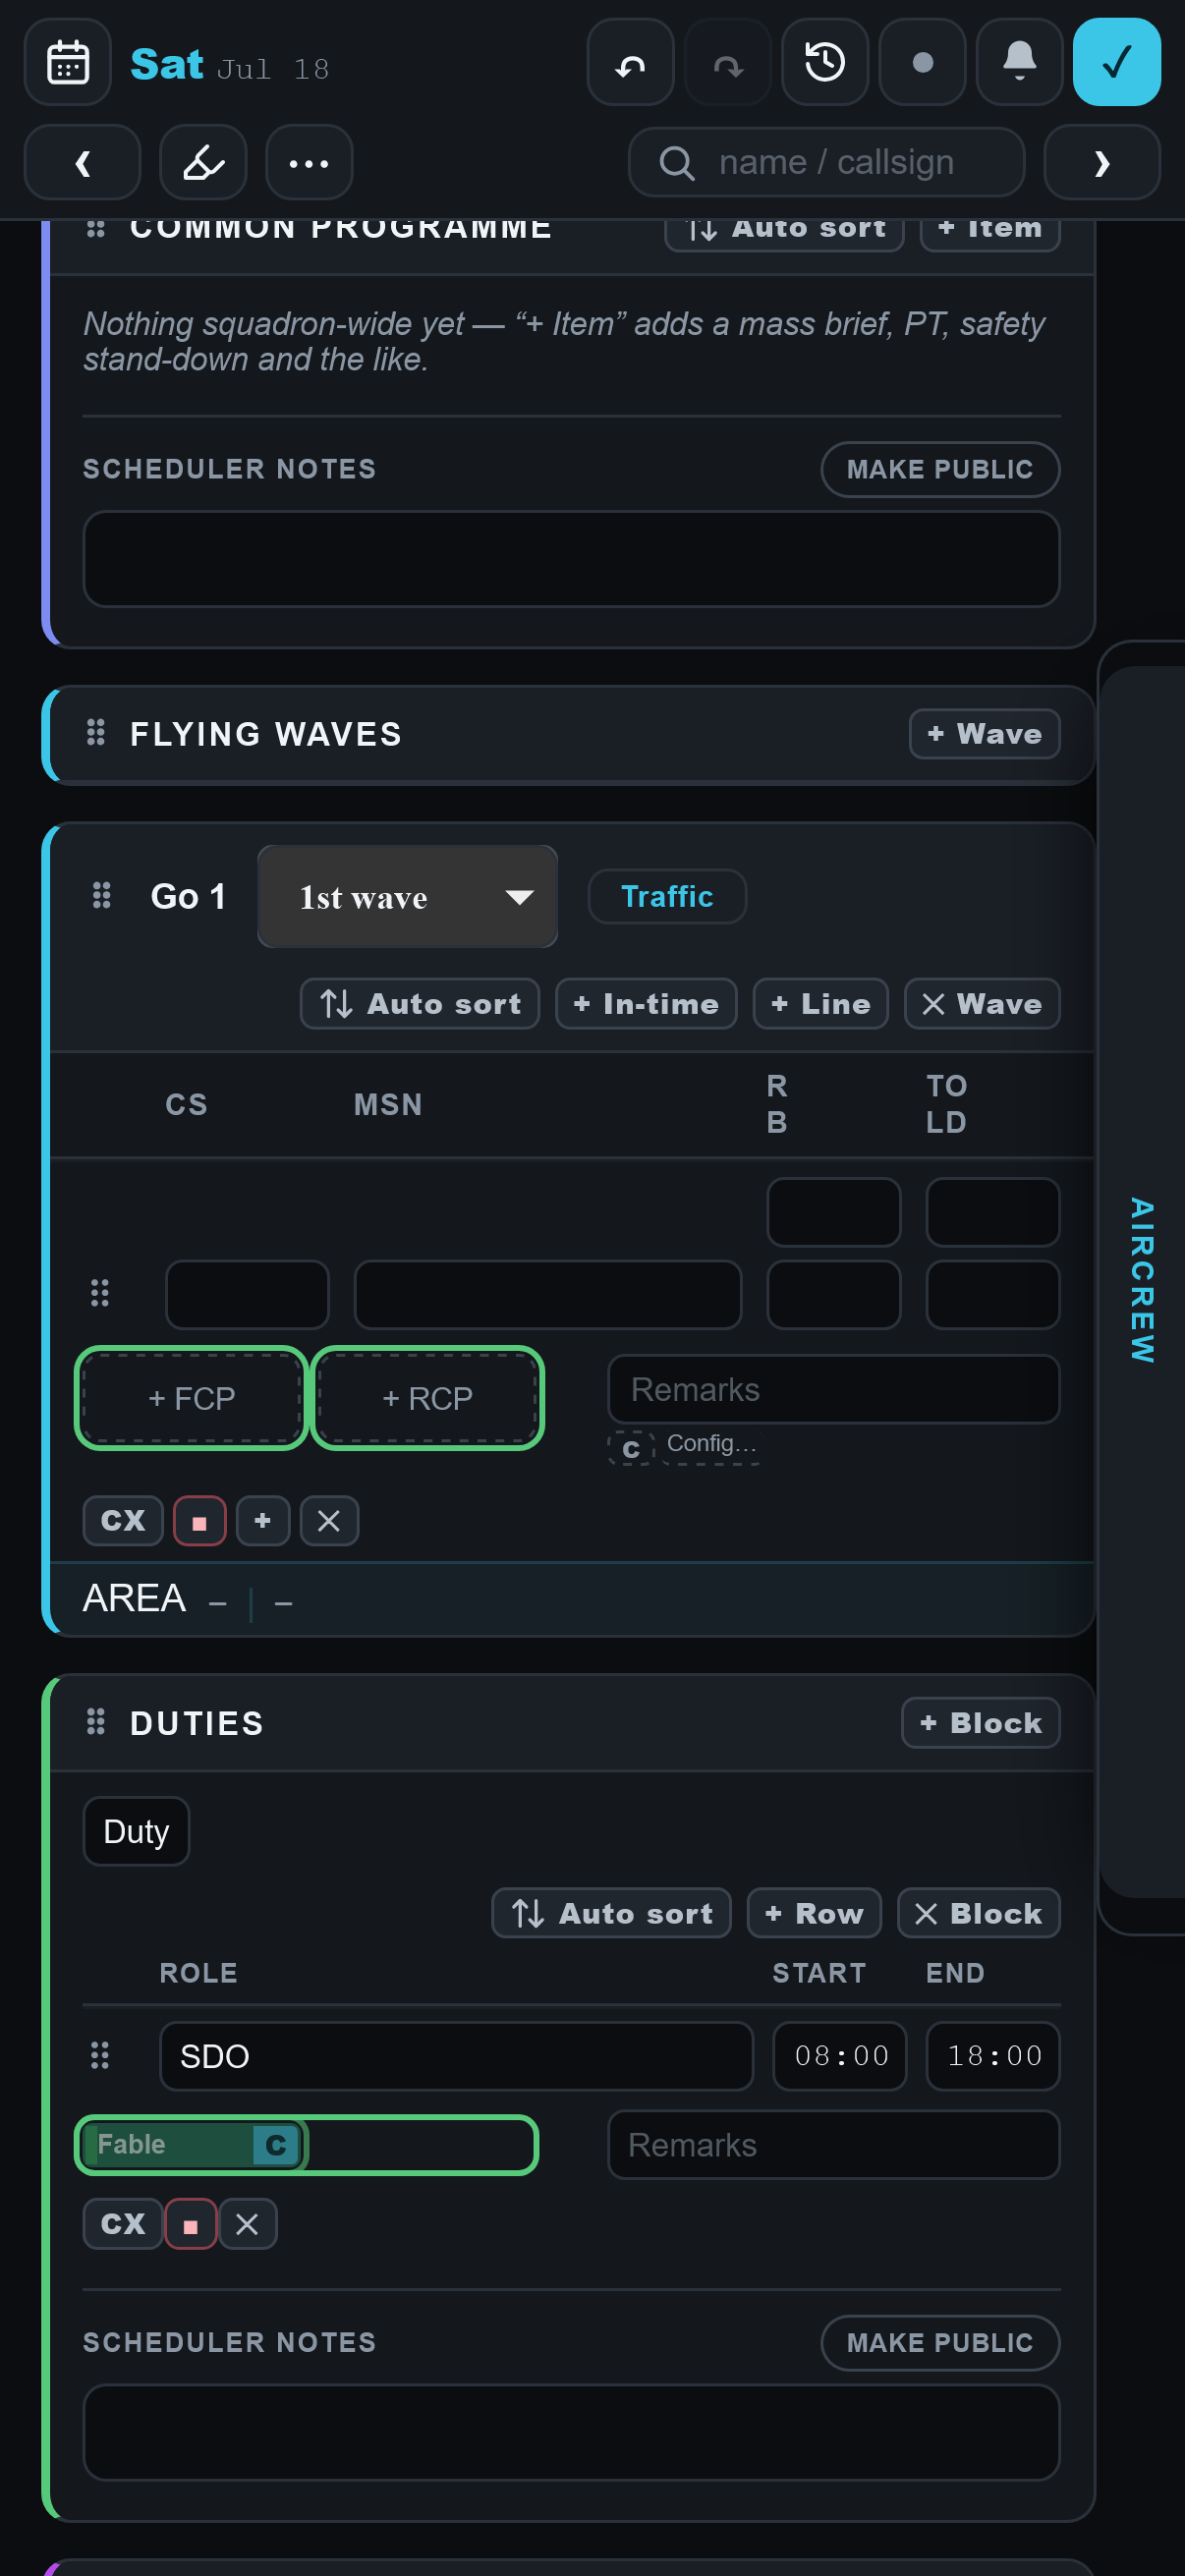 Sat Jul 18
name / callsign
COMMON PROGRAMME Auto sort + Item
Nothing squadron-wide yet — “+ Item” adds a mass brief, PT, safety
stand-down and the like.
SCHEDULER NOTES MAKE PUBLIC
FLYING WAVES + Wave
Go 1 1st wave Traffic
Auto sort + In-time + Line × Wave
CS MSN R TO
B LD
AIRCREW
+ FCP + RCP Remarks
C Config…
CX ■ + ×
AREA – | –
DUTIES + Block
Duty
Auto sort + Row × Block
ROLE START END
SDO 08:00 18:00
Fable C Remarks
CX ■ ×
SCHEDULER NOTES MAKE PUBLIC